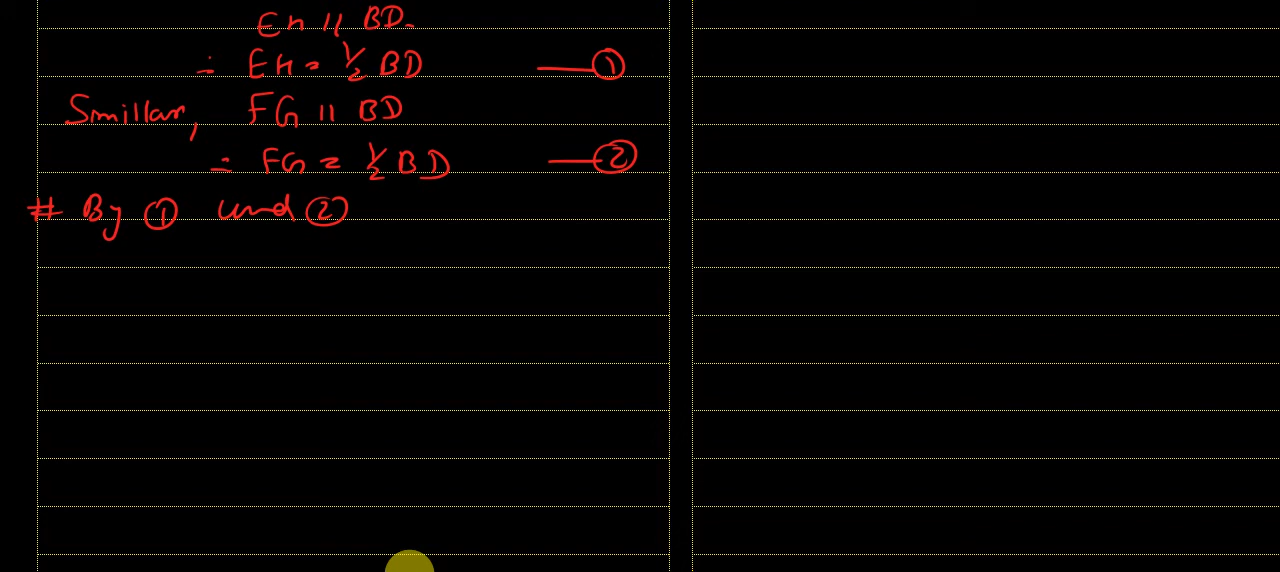 EH || BD.
∴ EH = 1/2 BD ——①
Smillar, FG || BD
∴ FG = 1/2 BD ——②
# By ① and ②